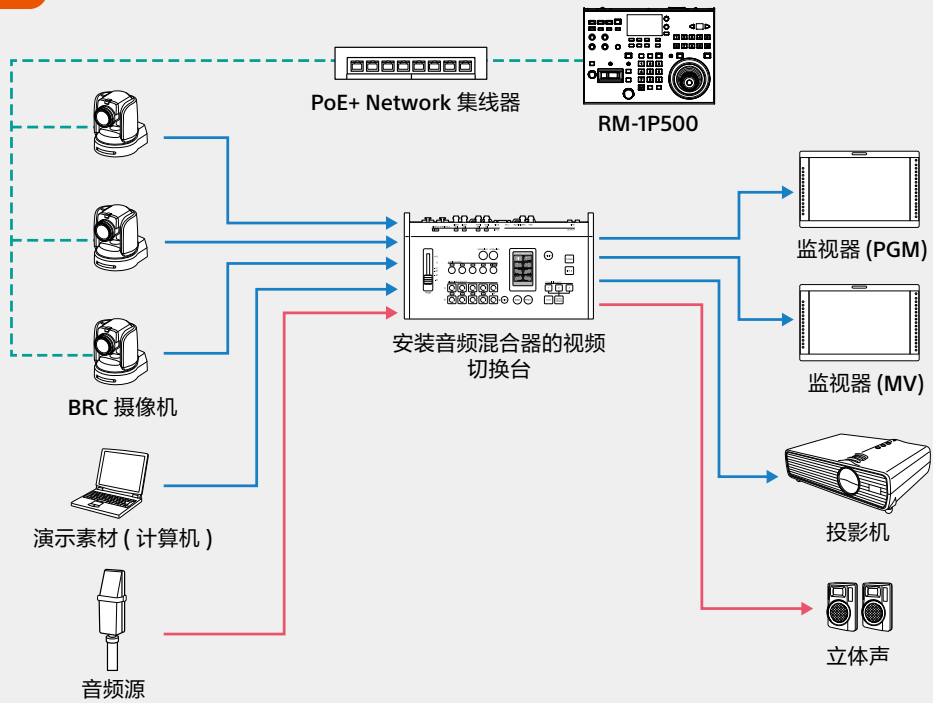 PoE+ Network 集线器
RM-1P500
监视器 (PGM)
安装音频混合器的视频
切换台
监视器 (MV)
BRC 摄像机
演示素材 ( 计算机 )
投影机
立体声
音频源